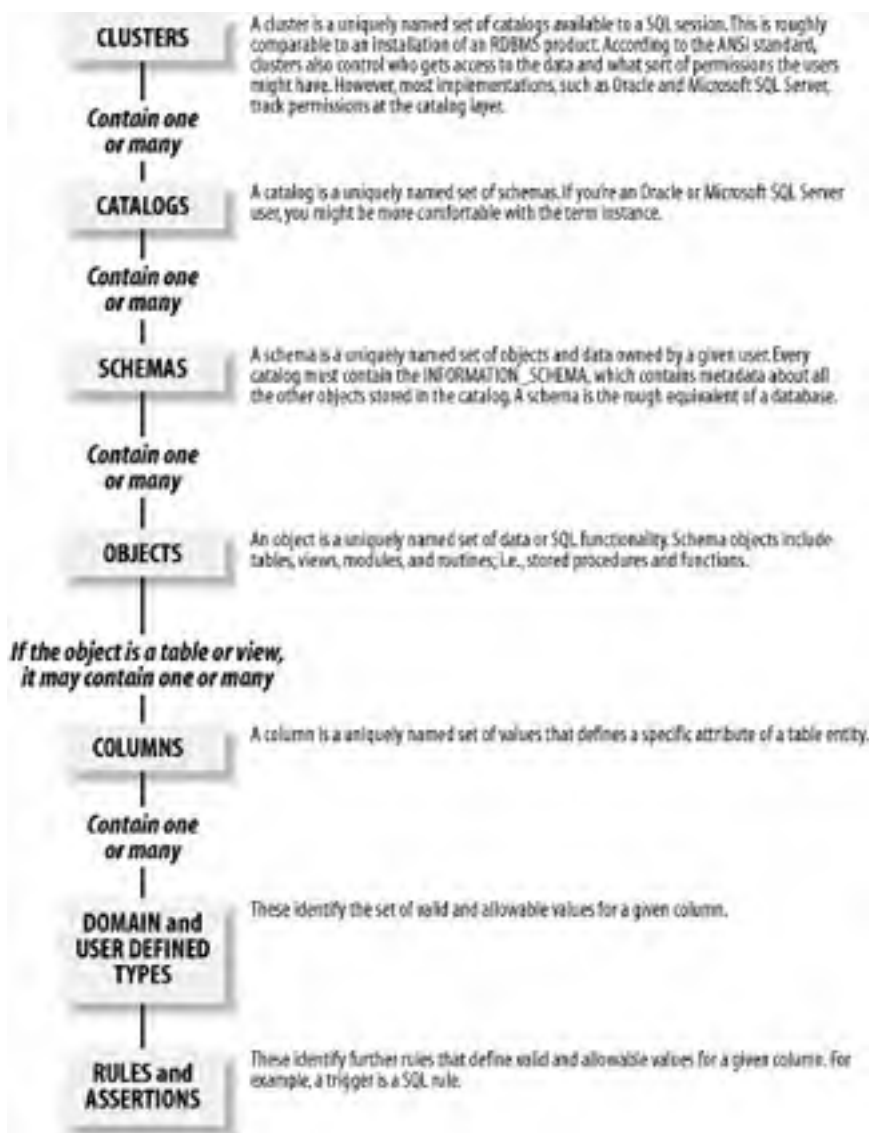 CLUSTERS
A cluster is a uniquely named set of catalogs available to a SQL session. This is roughly
comparable to an installation of an RDBMS product. According to the ANSI standard,
clusters also control who gets access to the data and what sort of permissions the users
might have. However, most implementations, such as Oracle and Microsoft SQL Server,
track permissions at the catalog layer.
Contain one
or many
CATALOGS
A catalog is a uniquely named set of schemas. If you're an Oracle or Microsoft SQL Server
user, you might be more comfortable with the term instance.
Contain one
or many
SCHEMAS
A schema is a uniquely named set of objects and data owned by a given user. Every
catalog must contain the INFORMATION_SCHEMA, which contains metadata about all
the other objects stored in the catalog. A schema is the rough equivalent of a database.
Contain one
or many
OBJECTS
An object is a uniquely named set of data or SQL functionality. Schema objects include
tables, views, modules, and routines; i.e., stored procedures and functions.
If the object is a table or view,
it may contain one or many
COLUMNS
A column is a uniquely named set of values that defines a specific attribute of a table entity.
Contain one
or many
DOMAIN and
USER DEFINED
TYPES
These identify the set of valid and allowable values for a given column.
RULES and
ASSERTIONS
These identify further rules that define valid and allowable values for a given column. For
example, a trigger is a SQL rule.